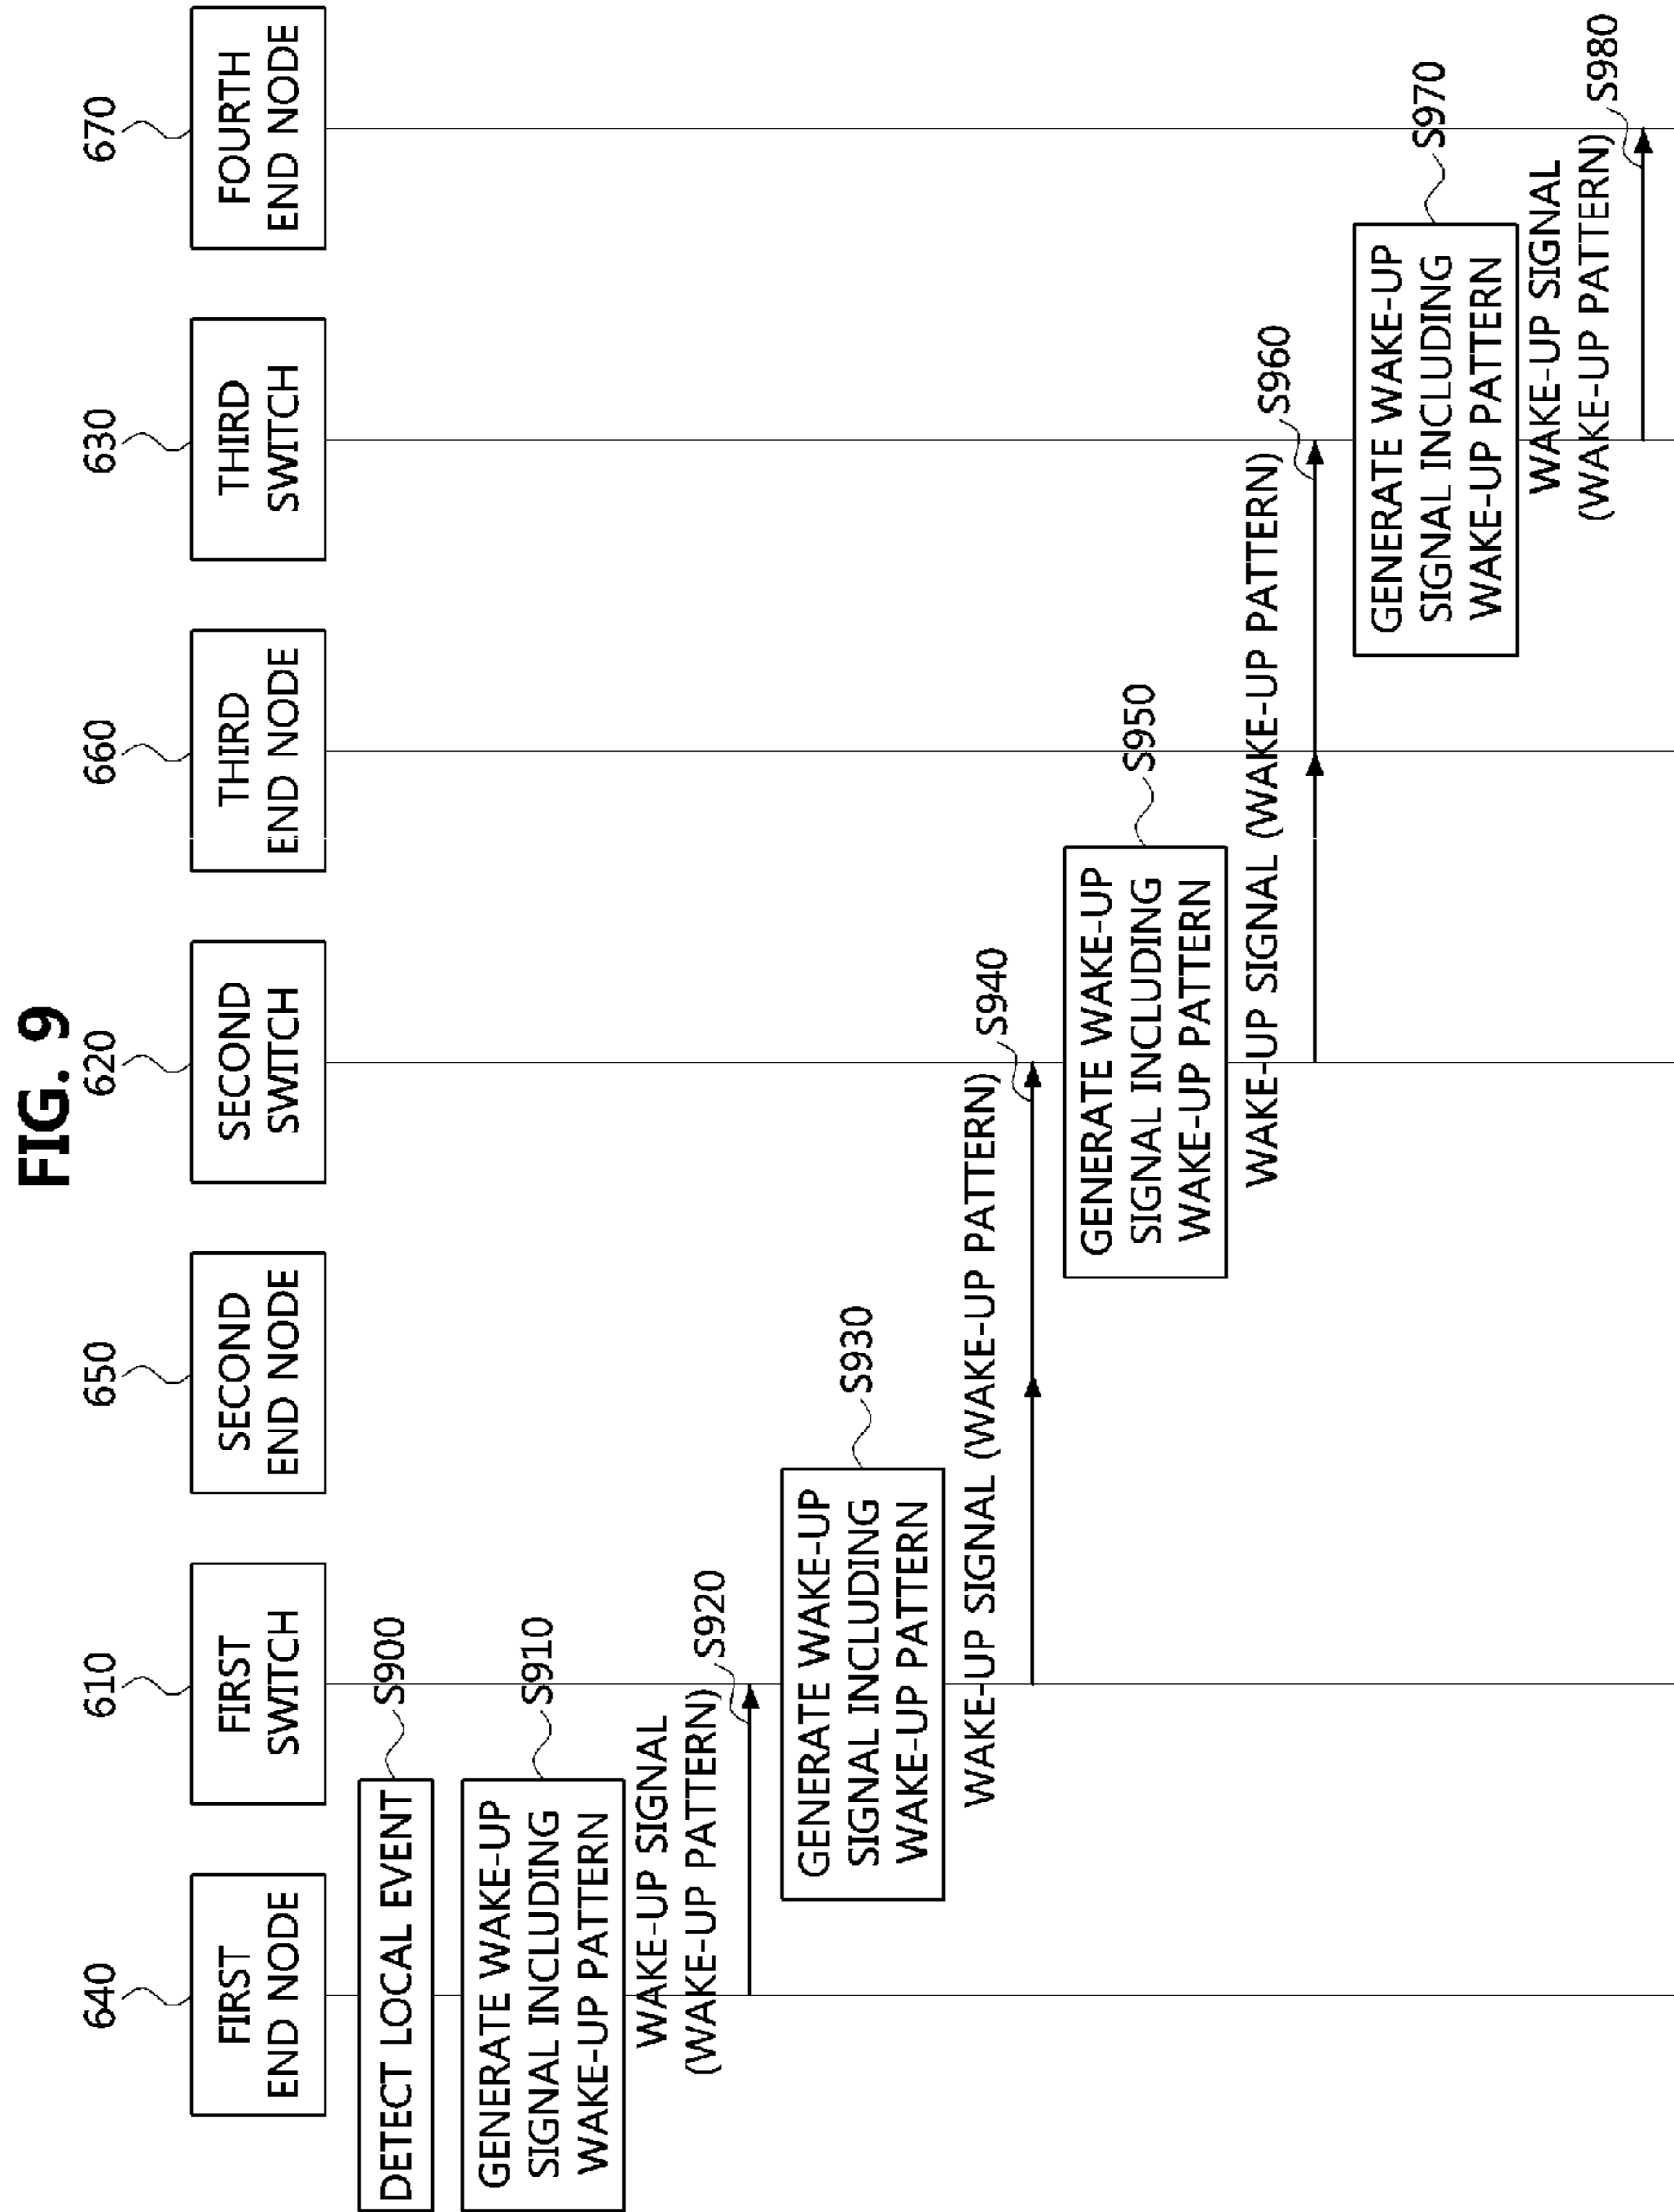 FIG. 9
640
610
650
620
660
630
670
FIRST
END NODE
FIRST
SWITCH
SECOND
END NODE
SECOND
SWITCH
THIRD
END NODE
THIRD
SWITCH
FOURTH
END NODE
DETECT LOCAL EVENT
S900
GENERATE WAKE-UP
SIGNAL INCLUDING
WAKE-UP PATTERN
S910
WAKE-UP SIGNAL
(WAKE-UP PATTERN)
S920
GENERATE WAKE-UP
SIGNAL INCLUDING
WAKE-UP PATTERN
S930
WAKE-UP SIGNAL (WAKE-UP PATTERN)
S940
GENERATE WAKE-UP
SIGNAL INCLUDING
WAKE-UP PATTERN
S950
WAKE-UP SIGNAL (WAKE-UP PATTERN)
S960
GENERATE WAKE-UP
SIGNAL INCLUDING
WAKE-UP PATTERN
S970
WAKE-UP SIGNAL
(WAKE-UP PATTERN)
S980